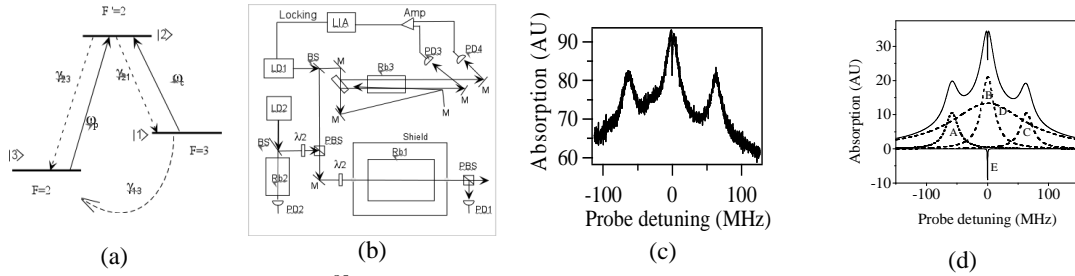 F'=2
|2>
γ23
γ21
ωp
ωc
|1>
F=3
|3>
F=2
γ13
(a)
Locking
LIA
Amp
PD3
PD4
LD1
BS
M
Rb3
M
M
M
LD2
BS
λ/2
PBS
Shield
Rb2
M
λ/2
Rb1
PBS
PD2
PD1
(b)
Absorption (AU)
90
80
70
60
-100
0
100
Probe detuning (MHz)
(c)
Absorption (AU)
30
20
10
0
-10
A
B
D
C
E
-100
0
100
Probe detuning (MHz)
(d)